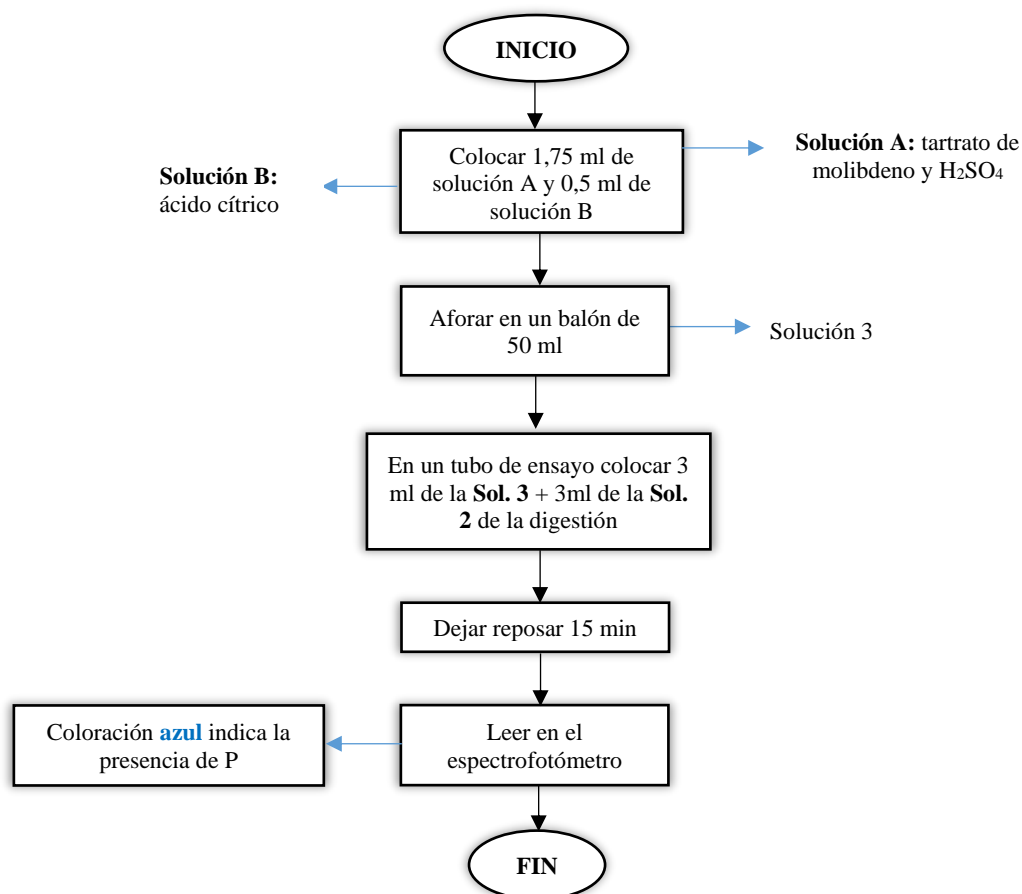 INICIO
Colocar 1,75 ml de
solución A y 0,5 ml de
solución B
Solución A: tartrato de
molibdeno y H₂SO₄
Solución B:
ácido cítrico
Aforar en un balón de
50 ml
Solución 3
En un tubo de ensayo colocar 3
ml de la Sol. 3 + 3ml de la Sol.
2 de la digestión
Dejar reposar 15 min
Leer en el
espectrofotómetro
Coloración azul indica la
presencia de P
FIN